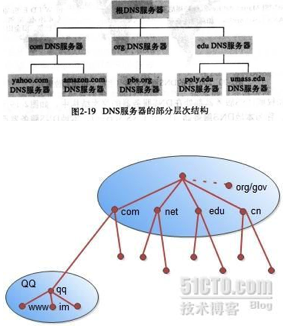 根DNS服务器
com DNS服务器
org DNS服务器
edu DNS服务器
yahoo.com
DNS服务器
amazon.com
DNS服务器
pbs.org
DNS服务器
poly.edu
DNS服务器
umass.edu
DNS服务器
图2-19 DNS服务器的部分层次结构
org/gov
com
net
edu
cn
QQ
qq
www
im
51CTO.com
技术博客 Blog